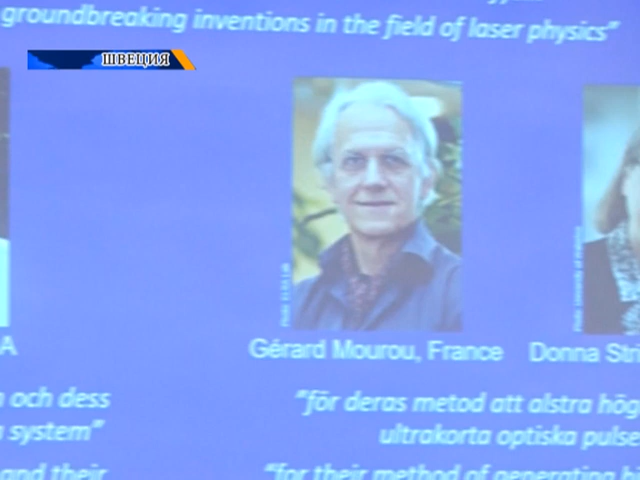 groundbreaking inventions in the field of laser physics"
ШВЕЦИЯ
A
Gérard Mourou, France
Donna Stri
och dess
system"
"för deras metod att alstra hög
ultrakorta optiska pulse
and their
"for their method of generating hi